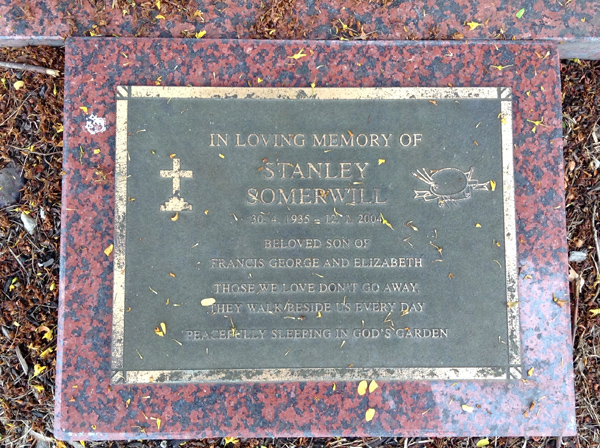 IN LOVING MEMORY OF
STANLEY
SOMERWILL
30. 4. 1935 - 12. 2. 2004
BELOVED SON OF
FRANCIS GEORGE AND ELIZABETH
THOSE WE LOVE DON'T GO AWAY,
THEY WALK BESIDE US EVERY DAY
PEACEFULLY SLEEPING IN GOD'S GARDEN